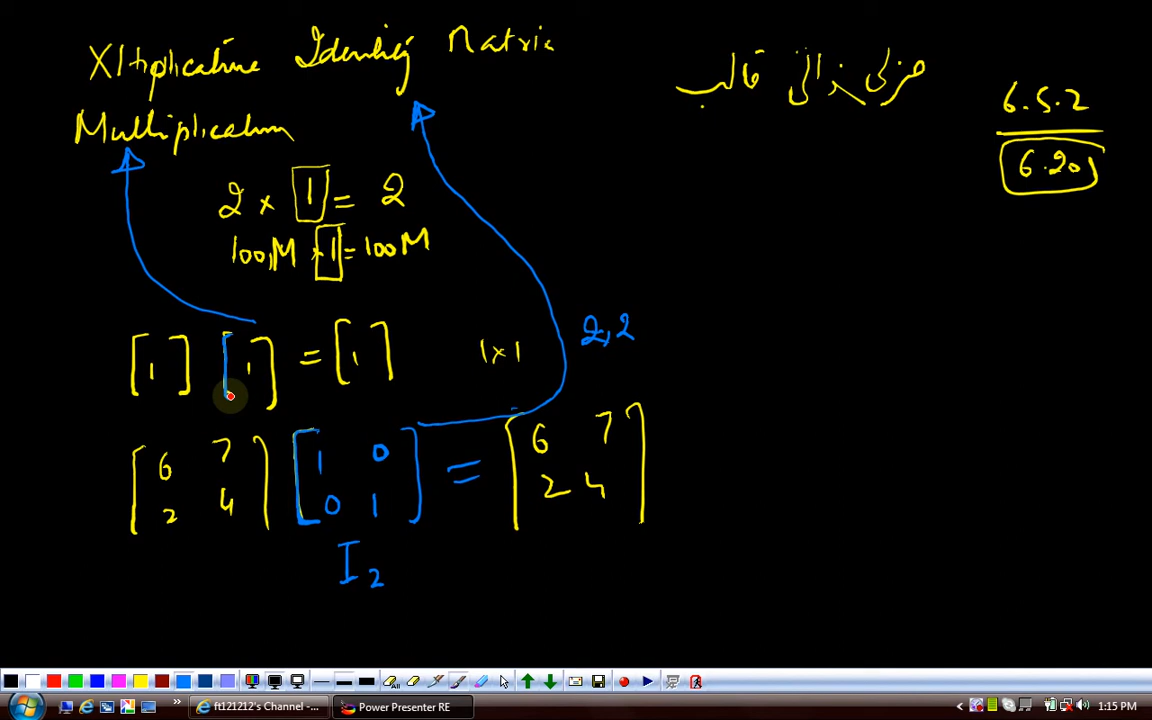 X|tiplicative Identity Matrix
Multiplication
ضربی ذاتی قالب
6.5.2
6.20
2 × 1 = 2
100,M × 1 = 100M
[1] [1] = [1] 1×1
2,2
[6 7 [1 0 = [6 7
2 4] 0 1] 2 4]
I2
ft121212's Channel - ...
Power Presenter RE
1:15 PM